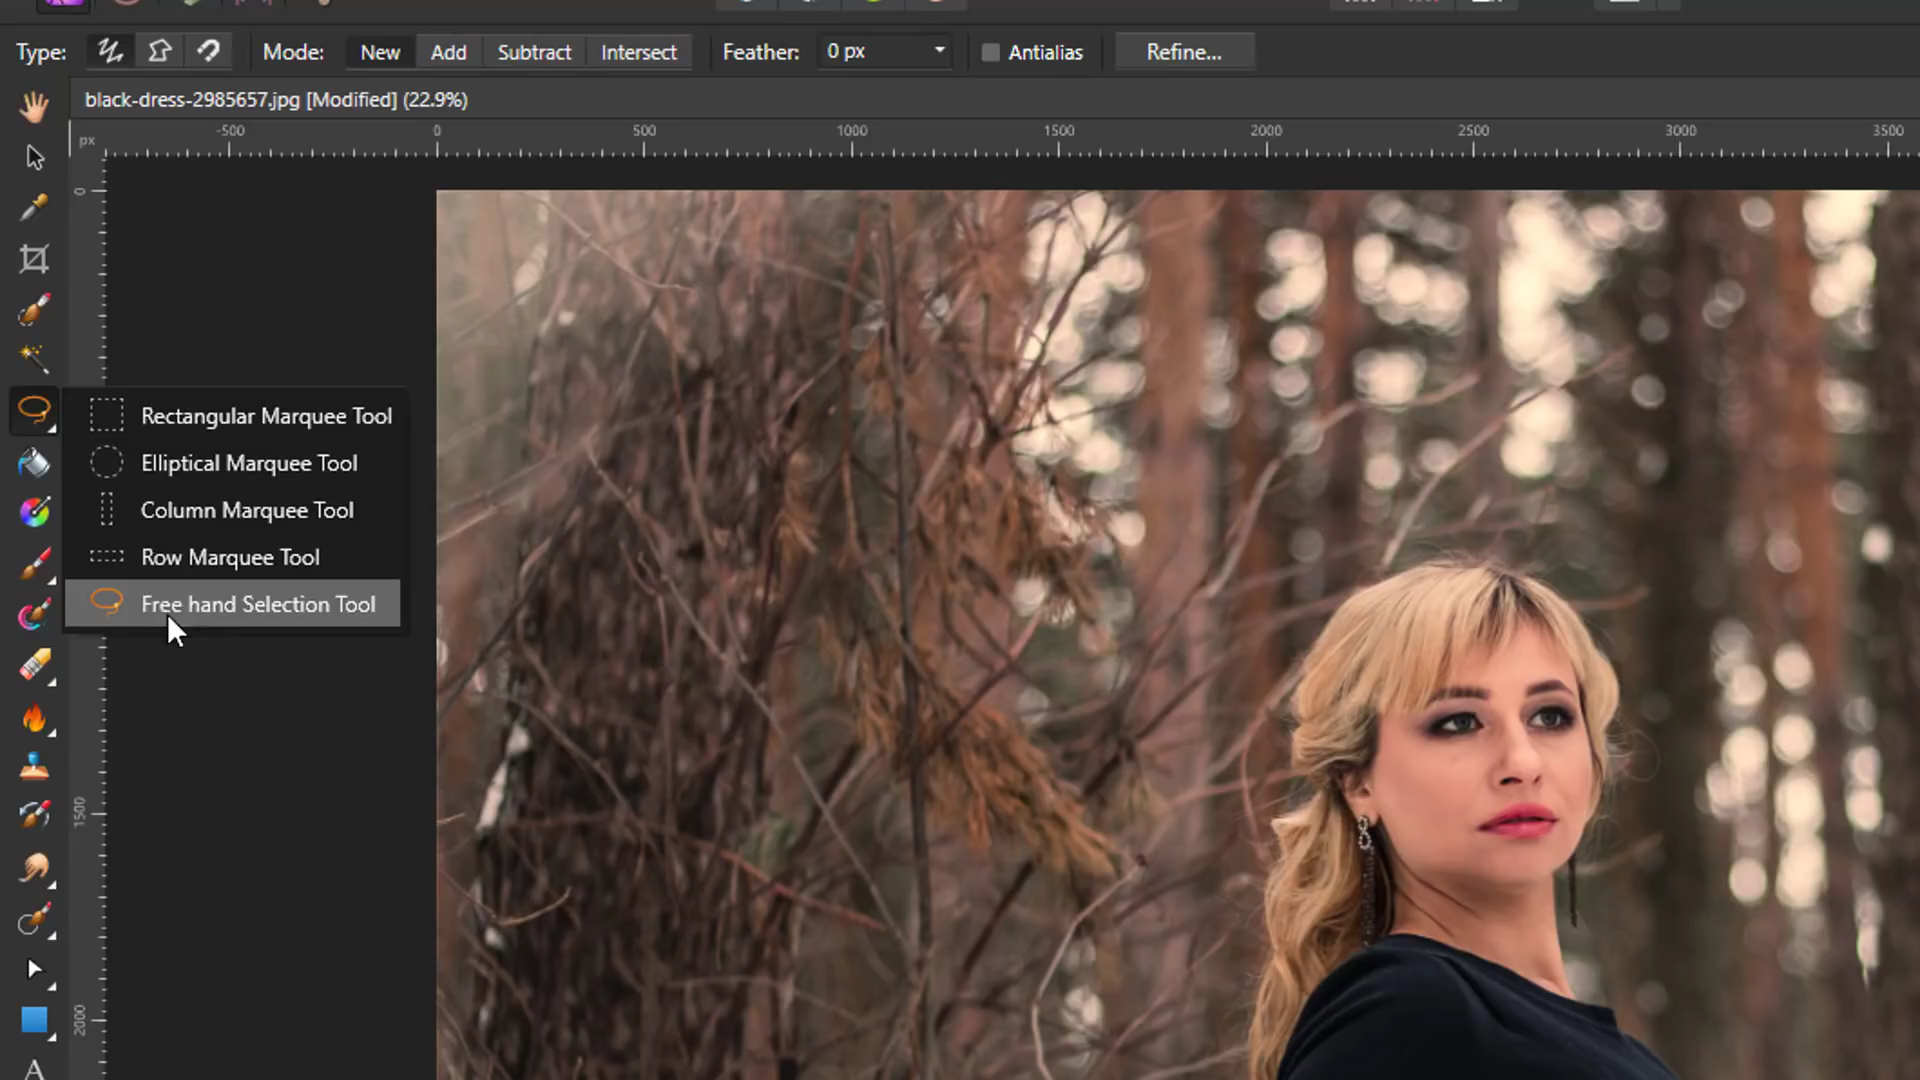 Type: Mode: New Add Subtract Intersect Feather: 0 px Antialias Refine...
black-dress-2985657.jpg [Modified] (22.9%)
px -500 0 500 1000 1500 2000 2500 3000 3500
0
Rectangular Marquee Tool
Elliptical Marquee Tool
Column Marquee Tool
Row Marquee Tool
Free hand Selection Tool
1500
2000
A